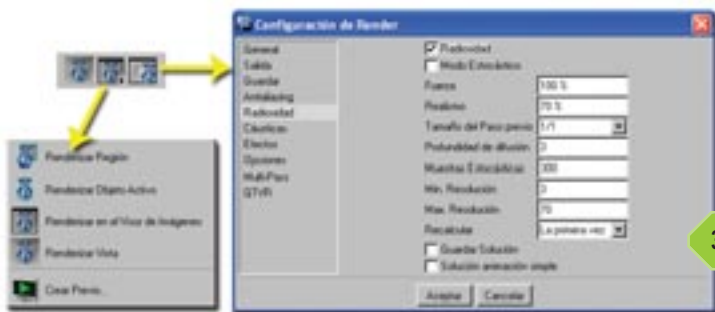 Configuración de Render
General
Salida
Guardar
Antialiasing
Radiosidad
Cáusticas
Efectos
Opciones
Multi-Pass
QTVR
Radiosidad
Modo Estocástico
Fuerza 100 %
Realismo 70 %
Tamaño del Paso previo 1/1
Profundidad de difusión 3
Muestras Estocásticas 300
Min. Resolución 3
Max. Resolución 70
Recalcular La primera vez
Guardar Solución
Solución animación simple
Aceptar Cancelar
Renderizar Región
Renderizar Objeto Activo
Renderizar en el Visor de Imágenes
Renderizar Vista
Crear Previo...
3